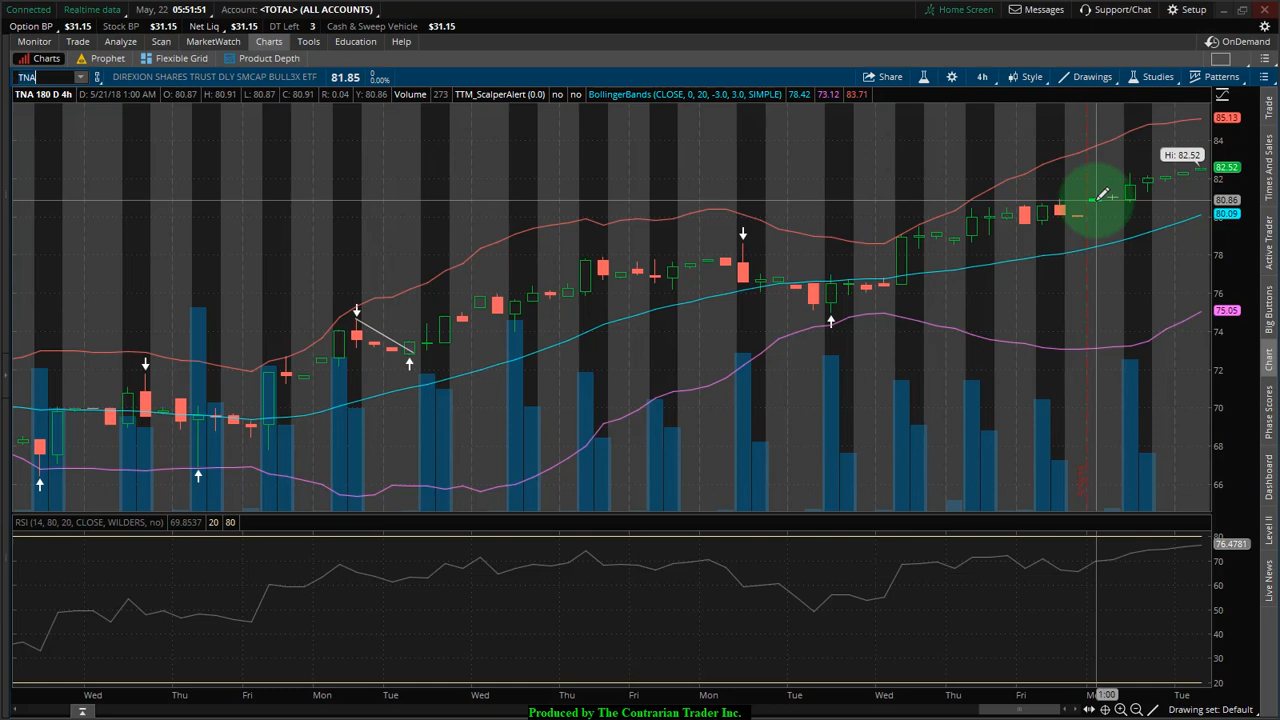 Connected Realtime data May, 22 05:51:51 Account: <TOTAL> (ALL ACCOUNTS) Home Screen Messages Support/Chat Setup
Option BP $31.15 Stock BP $31.15 Net Liq $31.15 DT Left 3 Cash & Sweep Vehicle $31.15
Monitor Trade Analyze Scan MarketWatch Charts Tools Education Help OnDemand
Charts Prophet Flexible Grid Product Depth
TNA DIREXION SHARES TRUST DLY SMCAP BULL3X ETF 81.85 0 0.00% Share 4h Style Drawings Studies Patterns
TNA 180 D 4h D: 5/21/18 1:00 AM O: 80.87 H: 80.91 L: 80.87 C: 80.91 R: 0.04 Y: 80.86 Volume 273 TTM_ScalperAlert (0.0) no no BollingerBands (CLOSE, 0, 20, -3.0, 3.0, SIMPLE) 78.42 73.12 83.71
85.13
84
Hi: 82.52
82.52
82
80.86
80.09
78
76
75.05
74
72
70
68
66
RSI (14, 80, 20, CLOSE, WILDERS, no) 69.8537 20 80
80
76.4781
70
60
50
40
30
20
Wed Thu Fri Mon Tue Wed Thu Mon Tue Wed Thu Fri 1:00 Tue
Trade
Times And Sales
Active Trader
Big Buttons
Chart
Phase Scores
Dashboard
Level II
Live News
Drawing set: Default
Produced by The Contrarian Trader Inc.